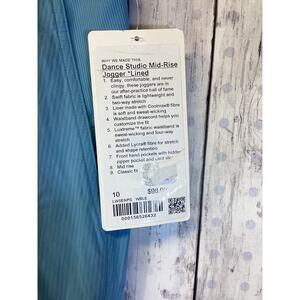 WHY WE MADE THIS
Dance Studio Mid-Rise
Jogger *Lined
1. Easy, comfortable, and never
clingy, these joggers are in
our after-practice hall of fame
2. Swift fabric is lightweight and
two-way stretch
3. Liner made with Coolmax® fibre
is soft and sweat-wicking
4. Waistband drawcord helps you
customize the fit
5. Luxtreme™ fabric waistband is
sweat-wicking and four-way
stretch
6. Added Lycra® fibre for stretch
and shape retention
7. Front hand pockets with hidden
zipper pocket and card
8. Mid rise
9. Classic fit
10
$98.00